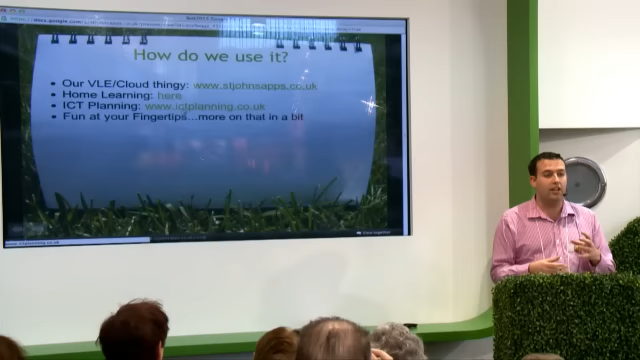 How do we use it?
• Our VLE/Cloud thingy: www.stjohnsapps.co.uk
• Home Learning: here
• ICT Planning: www.ictplanning.co.uk
• Fun at your Fingertips...more on that in a bit